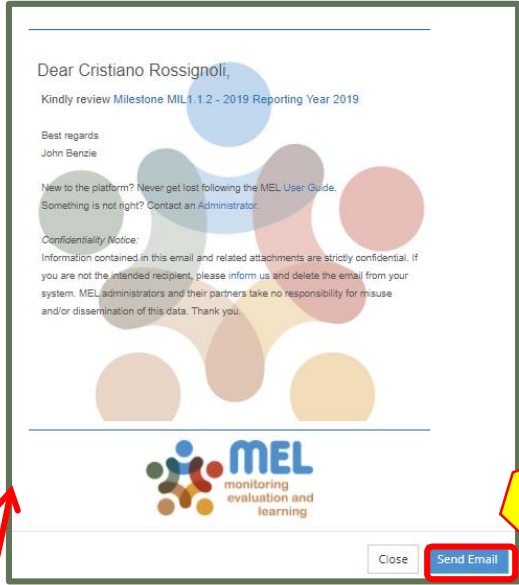 Dear Cristiano Rossignoli,
Kindly review Milestone MIL1.1.2 - 2019 Reporting Year 2019
Best regards
John Benzie
New to the platform? Never get lost following the MEL User Guide.
Something is not right? Contact an Administrator.
Confidentiality Notice:
Information contained in this email and related attachments are strictly confidential. If
you are not the intended recipient, please inform us and delete the email from your
system. MEL administrators and their partners take no responsibility for misuse
and/or dissemination of this data. Thank you.
MEL
monitoring
evaluation and
learning
Close Send Email